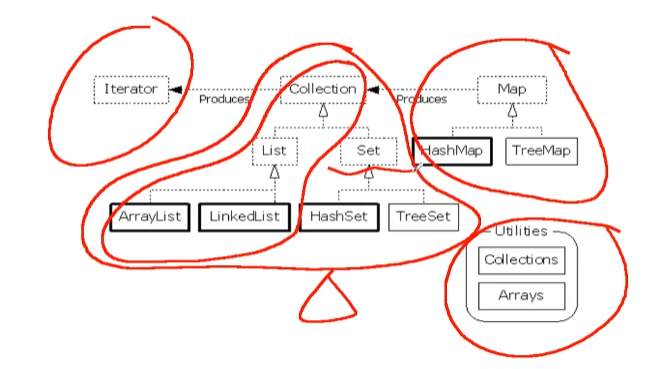 Iterator
Produces
Collection
Produces
Map
List
Set
HashMap
TreeMap
ArrayList
LinkedList
HashSet
TreeSet
Utilities
Collections
Arrays